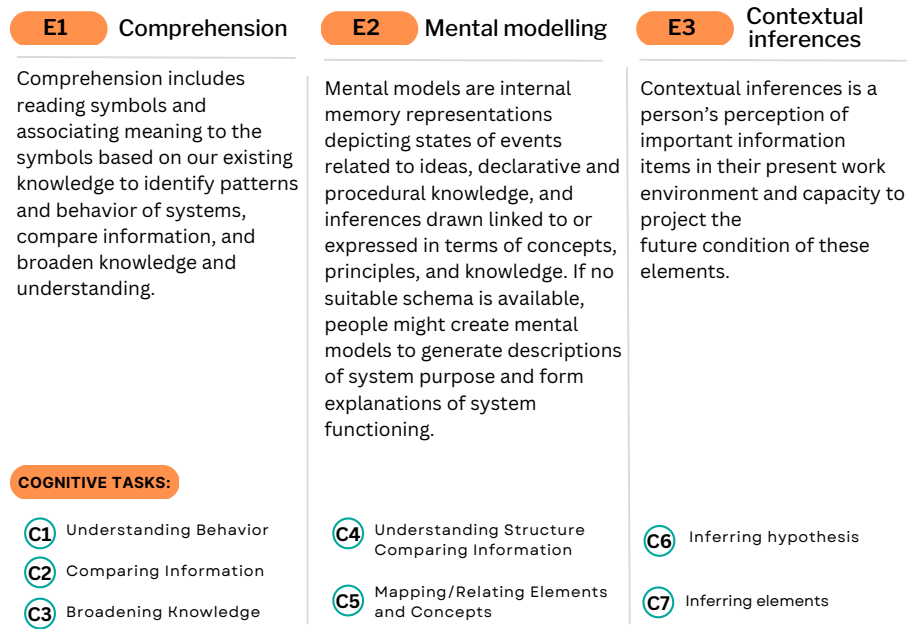 E1 Comprehension
Comprehension includes
reading symbols and
associating meaning to the
symbols based on our existing
knowledge to identify patterns
and behavior of systems,
compare information, and
broaden knowledge and
understanding.
E2 Mental modelling
Mental models are internal
memory representations
depicting states of events
related to ideas, declarative and
procedural knowledge, and
inferences drawn linked to or
expressed in terms of concepts,
principles, and knowledge. If no
suitable schema is available,
people might create mental
models to generate descriptions
of system purpose and form
explanations of system
functioning.
E3 Contextual
inferences
Contextual inferences is a
person’s perception of
important information
items in their present work
environment and capacity to
project the
future condition of these
elements.
COGNITIVE TASKS:
C1 Understanding Behavior
C2 Comparing Information
C3 Broadening Knowledge
C4 Understanding Structure
Comparing Information
C5 Mapping/Relating Elements
and Concepts
C6 Inferring hypothesis
C7 Inferring elements